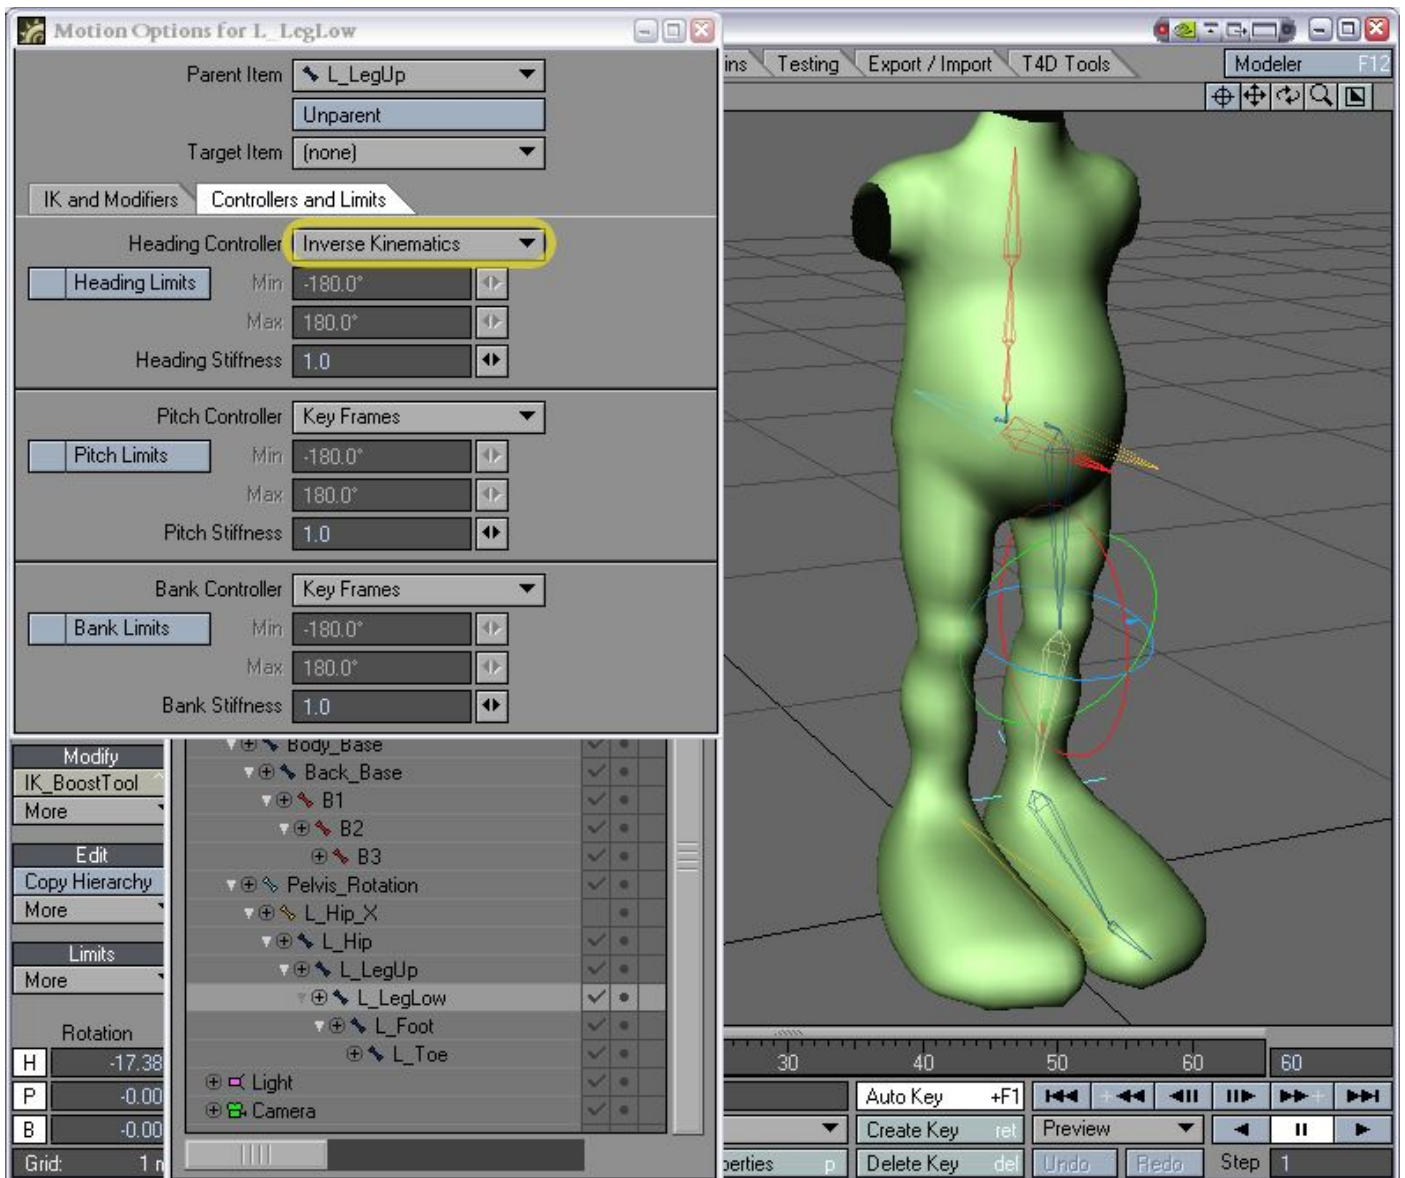 Motion Options for L_LegLow
Parent Item L_LegUp
Unparent
Target Item (none)
IK and Modifiers Controllers and Limits
Heading Controller Inverse Kinematics
Heading Limits Min -180.0°
Max 180.0°
Heading Stiffness 1.0
Pitch Controller Key Frames
Pitch Limits Min -180.0°
Max 180.0°
Pitch Stiffness 1.0
Bank Controller Key Frames
Bank Limits Min -180.0°
Max 180.0°
Bank Stiffness 1.0
Testing Export / Import T4D Tools
Modeler F12
Modify
IK_BoostTool
More
Edit
Copy Hierarchy
More
Limits
More
Rotation
H -17.38
P -0.00
B -0.00
Grid: 1
Body_Base
Back_Base
B1
B2
B3
Pelvis_Rotation
L_Hip_X
L_Hip
L_LegUp
L_LegLow
L_Foot
L_Toe
Light
Camera
30 40 50 60 60
Auto Key +F1
Create Key ret Preview
p Delete Key del Undo Redo Step 1